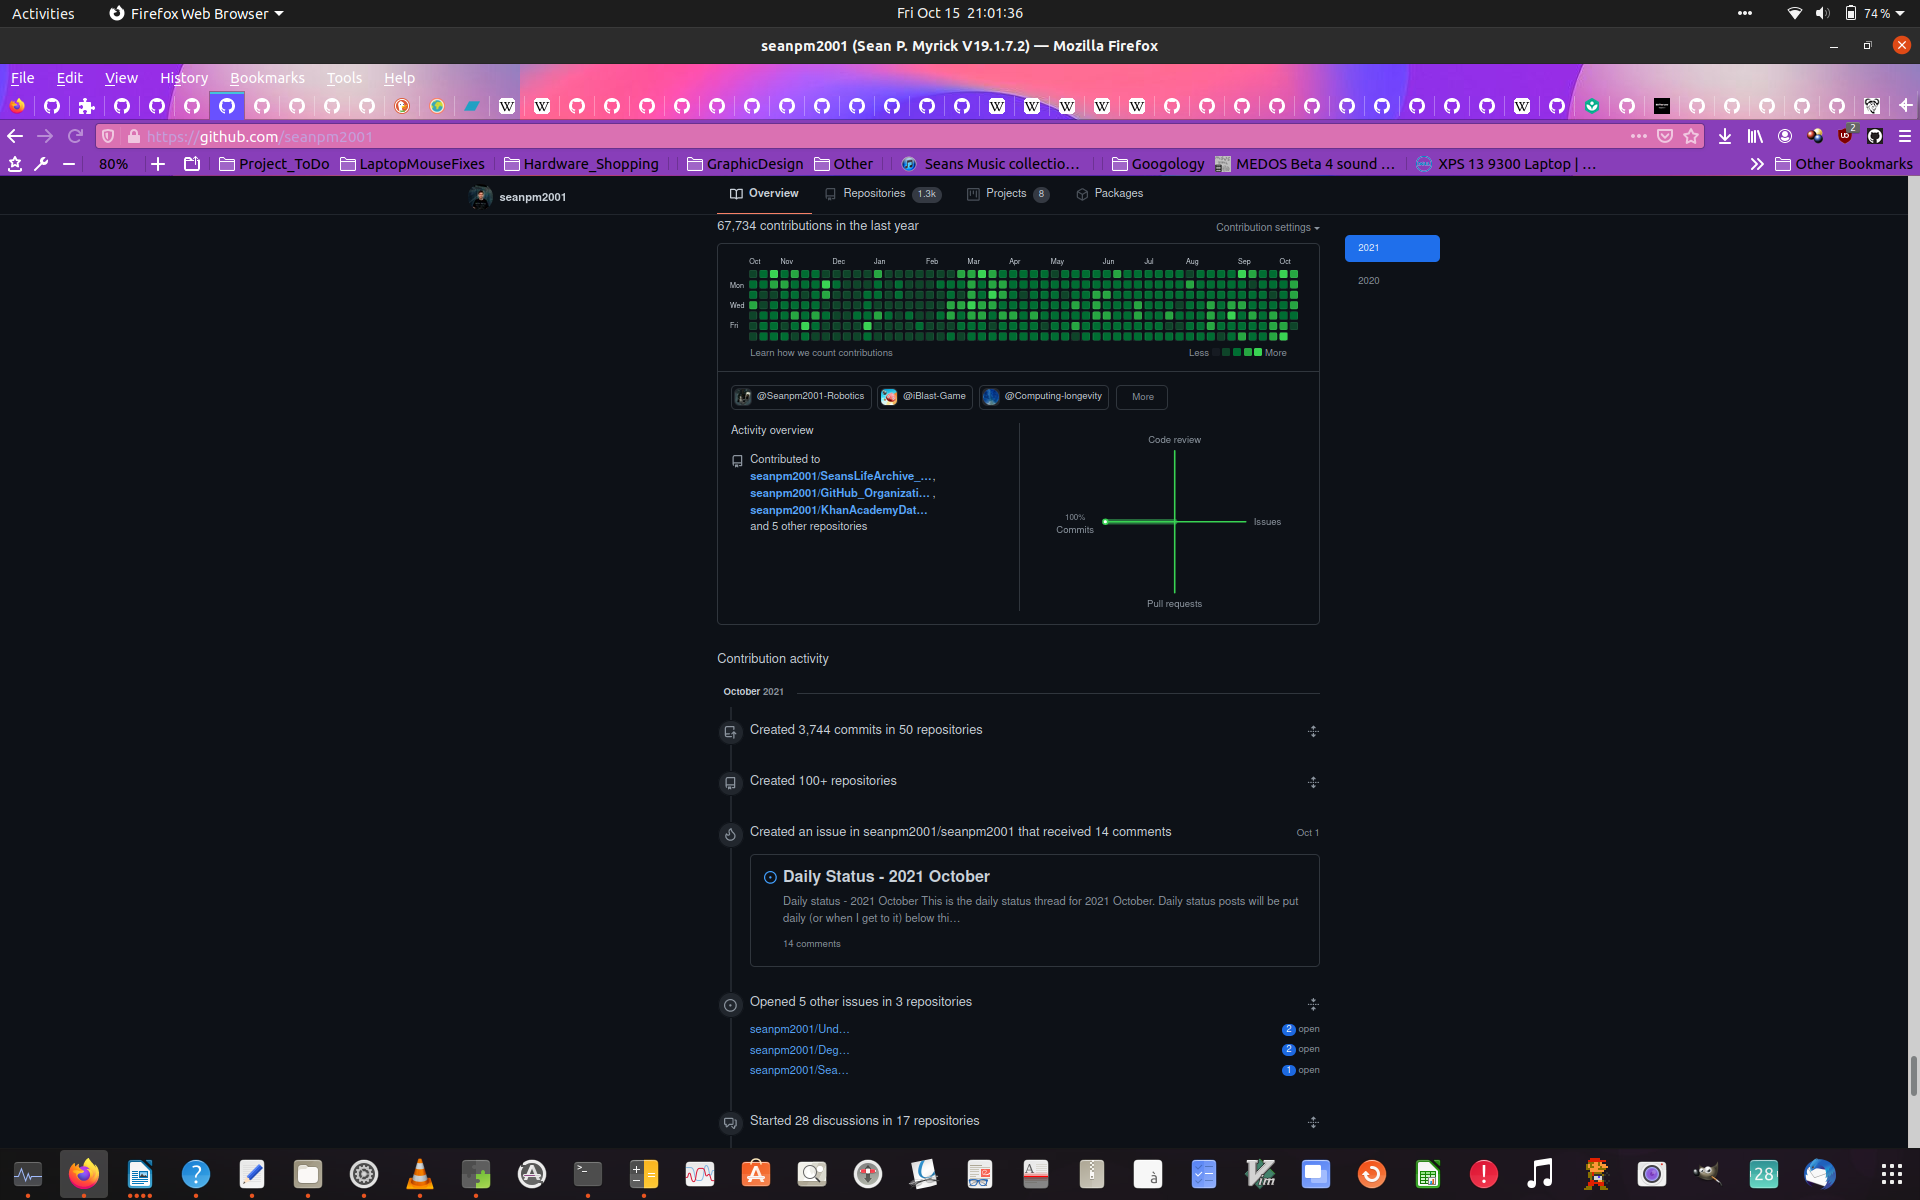 Activities
Firefox Web Browser
Fri Oct 15 21:01:36
74 %
seanpm2001 (Sean P. Myrick V19.1.7.2) — Mozilla Firefox
File Edit View History Bookmarks Tools Help
https://github.com/seanpm2001
2
80%
Project_ToDo
LaptopMouseFixes
Hardware_Shopping
GraphicDesign
Other
Seans Music collectio…
Googology
MEDOS Beta 4 sound …
XPS 13 9300 Laptop | …
Other Bookmarks
seanpm2001
Overview
Repositories 1.3k
Projects 8
Packages
67,734 contributions in the last year
Contribution settings
2021
2020
Oct Nov Dec Jan Feb Mar Apr May Jun Jul Aug Sep Oct
Mon
Wed
Fri
Learn how we count contributions
Less More
@Seanpm2001-Robotics
@iBlast-Game
@Computing-longevity
More
Activity overview
Contributed to
seanpm2001/SeansLifeArchive_…,
seanpm2001/GitHub_Organizati… ,
seanpm2001/KhanAcademyDat…
and 5 other repositories
Code review
100%
Commits
Issues
Pull requests
Contribution activity
October 2021
Created 3,744 commits in 50 repositories
Created 100+ repositories
Created an issue in seanpm2001/seanpm2001 that received 14 comments
Oct 1
Daily Status - 2021 October
Daily status - 2021 October This is the daily status thread for 2021 October. Daily status posts will be put
daily (or when I get to it) below thi…
14 comments
Opened 5 other issues in 3 repositories
seanpm2001/Und…
2 open
seanpm2001/Deg…
2 open
seanpm2001/Sea…
1 open
Started 28 discussions in 17 repositories
28